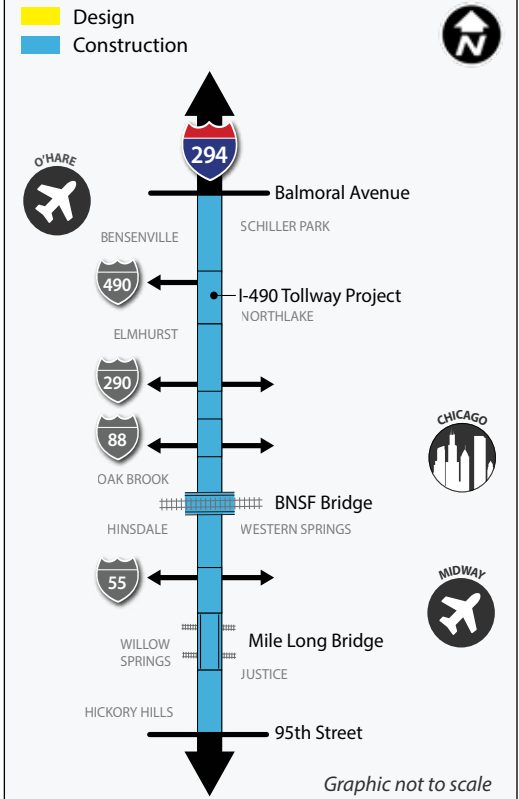 Design
Construction
N
294
O'HARE
Balmoral Avenue
BENSENVILLE
SCHILLER PARK
490
I-490 Tollway Project
NORTHLAKE
ELMHURST
290
88
CHICAGO
OAK BROOK
BNSF Bridge
HINSDALE
WESTERN SPRINGS
55
MIDWAY
WILLOW
SPRINGS
Mile Long Bridge
JUSTICE
HICKORY HILLS
95th Street
Graphic not to scale